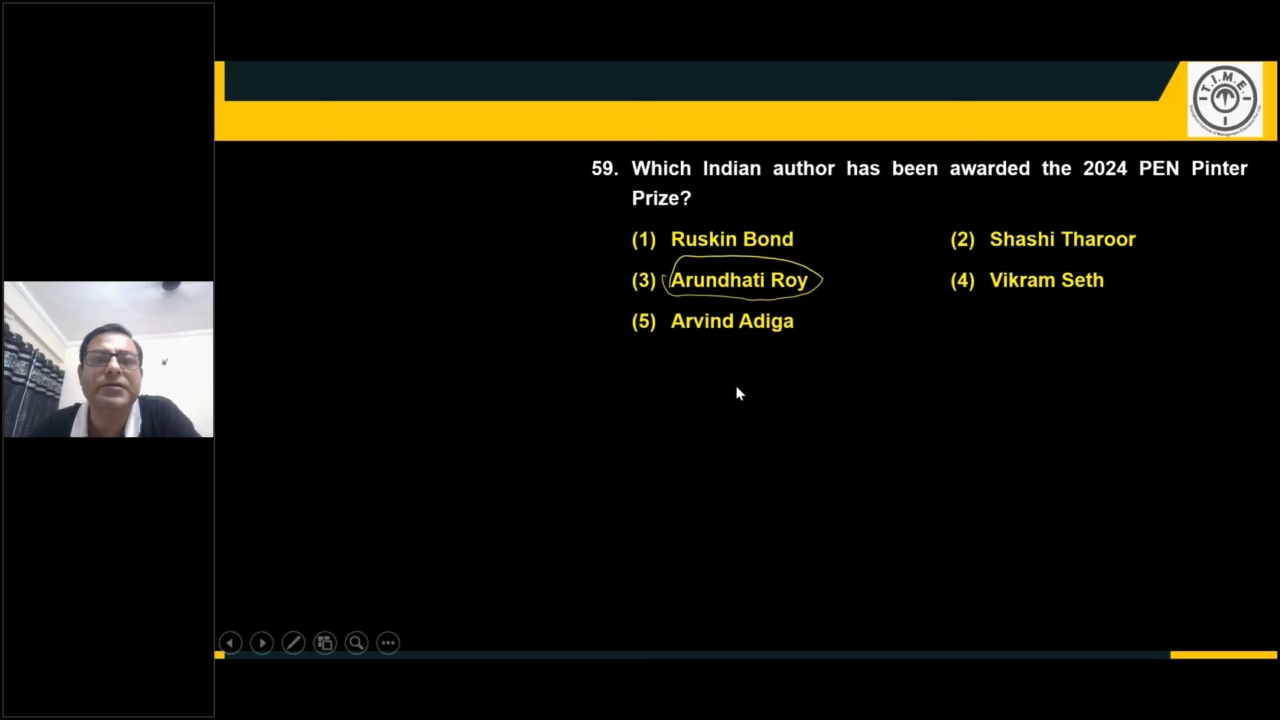 T.I.M.E.
59. Which Indian author has been awarded the 2024 PEN Pinter
Prize?
(1) Ruskin Bond
(2) Shashi Tharoor
(3) Arundhati Roy
(4) Vikram Seth
(5) Arvind Adiga